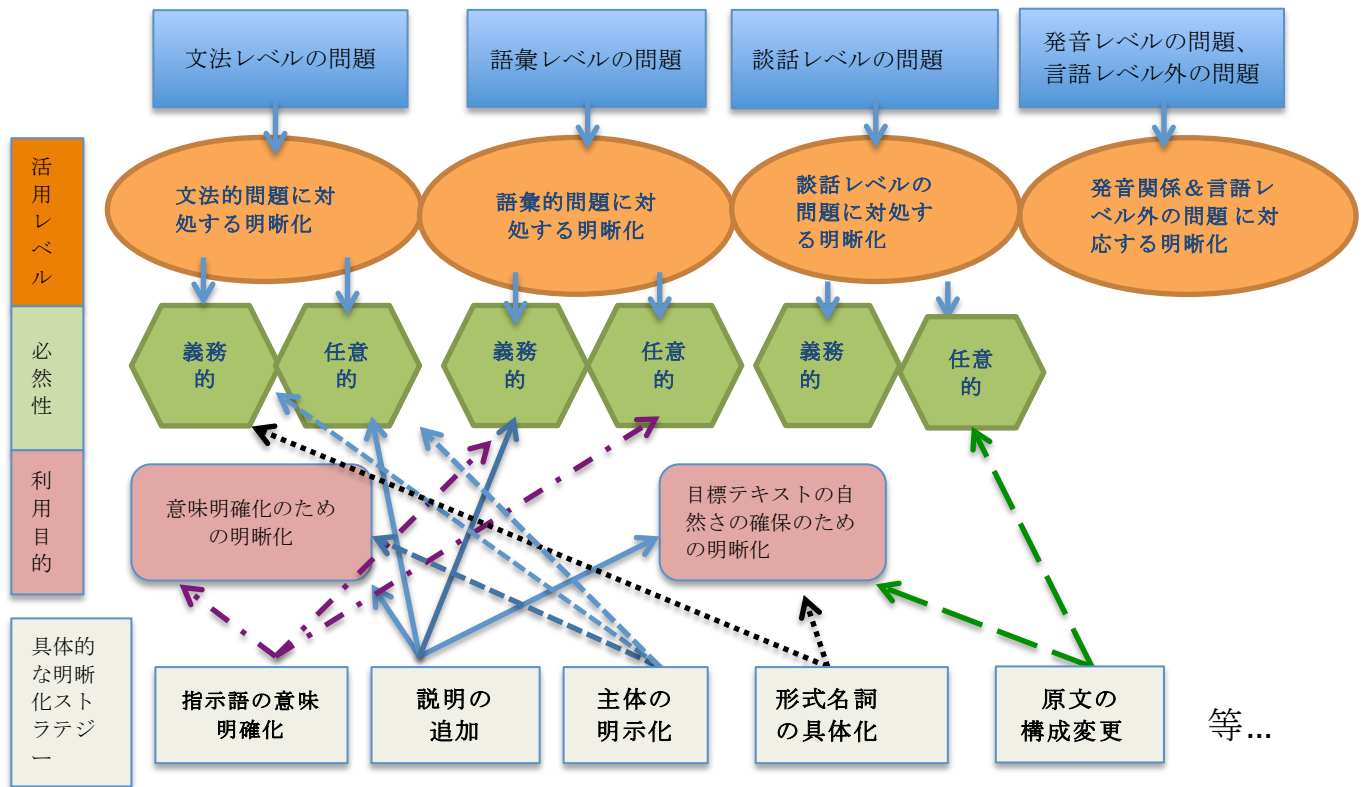 文法レベルの問題
語彙レベルの問題
談話レベルの問題
発音レベルの問題、
言語レベル外の問題
活用レベル
文法的問題に対
処する明晰化
語彙的問題に対
処する明晰化
談話レベルの
問題に対処す
る明晰化
発音関係＆言語レ
ベル外の問題 に対
応する明晰化
必然性
義務
的
任意
的
義務
的
任意
的
義務
的
任意
的
利用目的
意味明確化のため
の明晰化
目標テキストの自
然さの確保のため
の明晰化
具体的
な明晰
化スト
ラテジ
ー
指示語の意味
明確化
説明の
追加
主体の
明示化
形式名詞
の具体化
原文の
構成変更
等...